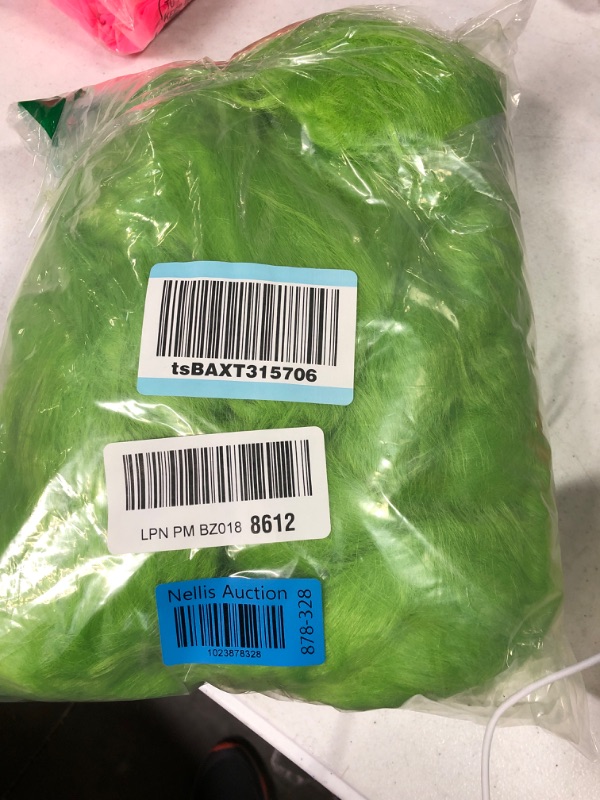 tsBAXT315706
LPN PM BZ018 8612
Nellis Auction
1023878328
878-328